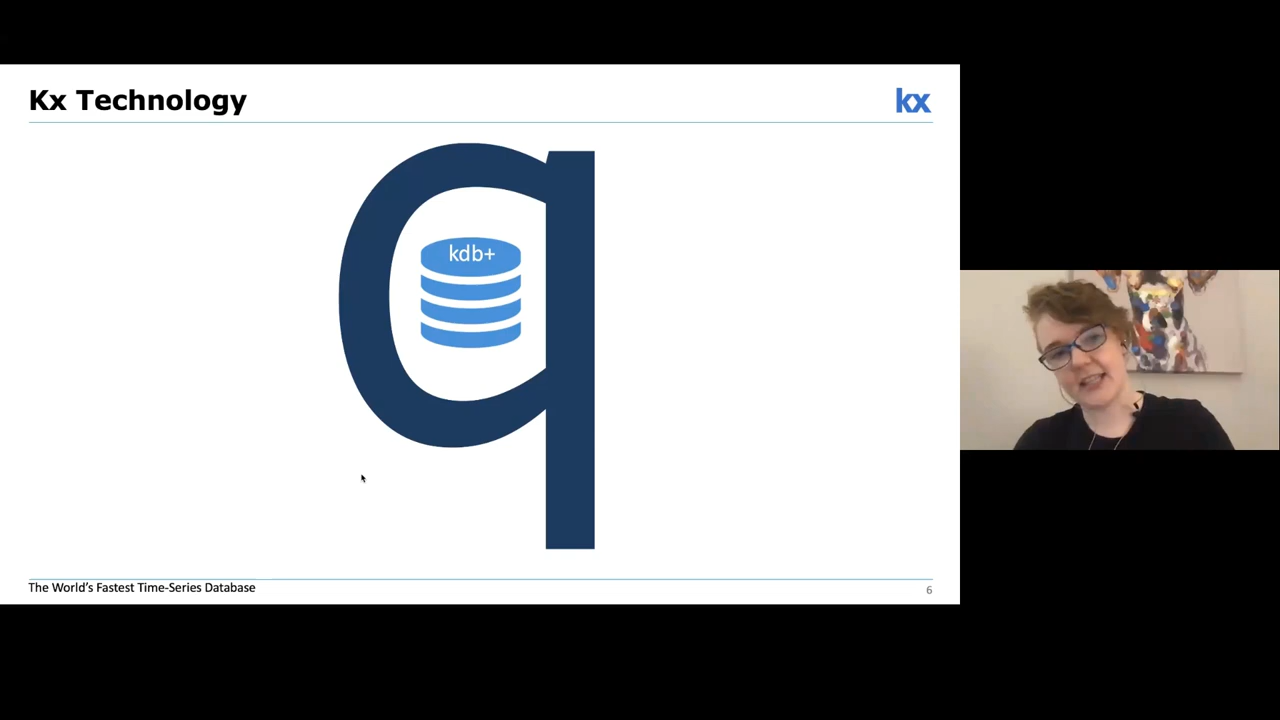 Kx Technology
kx
q
kdb+
The World's Fastest Time-Series Database
6